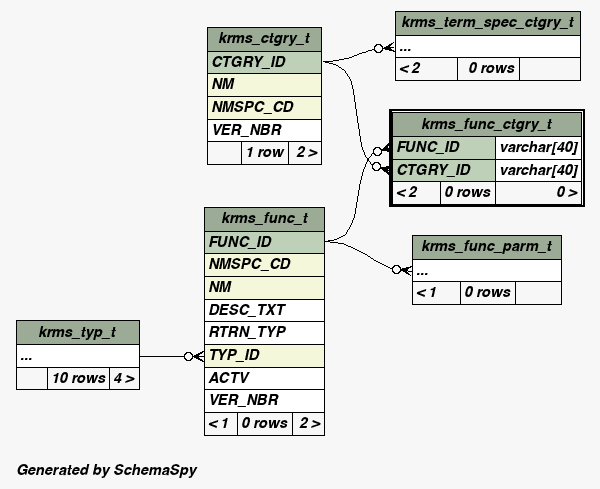 krms_ctgry_t
CTGRY_ID
NM
NMSPC_CD
VER_NBR
1 row 2 >
krms_term_spec_ctgry_t
...
< 2 0 rows
krms_func_ctgry_t
FUNC_ID varchar[40]
CTGRY_ID varchar[40]
< 2 0 rows 0 >
krms_func_t
FUNC_ID
NMSPC_CD
NM
DESC_TXT
RTRN_TYP
TYP_ID
ACTV
VER_NBR
< 1 0 rows 2 >
krms_func_parm_t
...
< 1 0 rows
krms_typ_t
...
10 rows 4 >
Generated by SchemaSpy